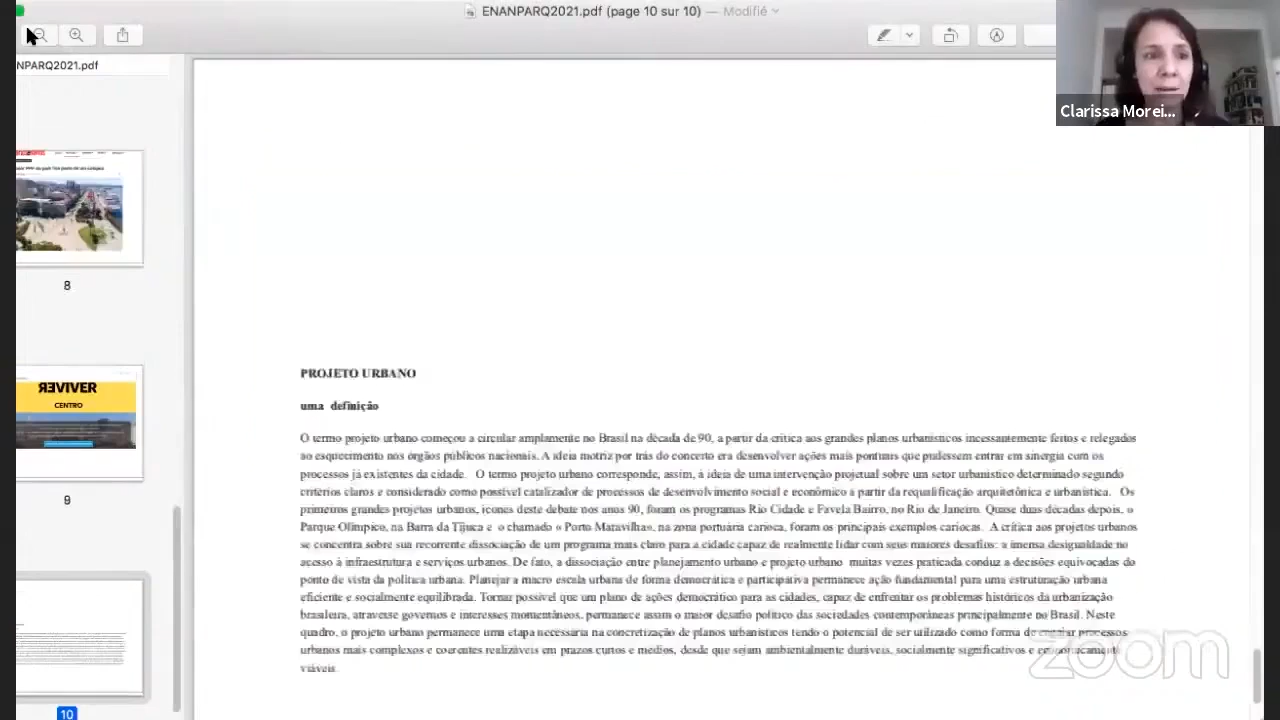 ENANPARQ2021.pdf (page 10 sur 10) — Modifié
NPARQ2021.pdf
Clarissa Morei...
8
REVIVER
CENTRO
9
10
PROJETO URBANO
uma definição
O termo projeto urbano começou a circular amplamente no Brasil na década de 90, a partir da crítica aos grandes planos urbanísticos incessantemente feitos e relegados
ao esquecimento nos órgãos públicos nacionais. A ideia motriz por trás do conceito era desenvolver ações mais pontuais que pudessem entrar em sinergia com os
processos já existentes da cidade. O termo projeto urbano corresponde, assim, à ideia de uma intervenção projetual sobre um setor urbanístico determinado segundo
critérios claros e considerado como possível catalizador de processos de desenvolvimento social e econômico a partir da requalificação arquitetônica e urbanística. Os
primeiros grandes projetos urbanos, ícones deste debate nos anos 90, foram os programas Rio Cidade e Favela Bairro, no Rio de Janeiro. Quase duas décadas depois, o
Parque Olímpico, na Barra da Tijuca e o chamado « Porto Maravilha», na zona portuária carioca, foram os principais exemplos cariocas. A crítica aos projetos urbanos
se concentra sobre sua recorrente dissociação de um programa mais claro para a cidade capaz de realmente lidar com seus maiores desafios: a imensa desigualdade no
acesso à infraestrutura e serviços urbanos. De fato, a dissociação entre planejamento urbano e projeto urbano muitas vezes praticada conduz a decisões equivocadas do
ponto de vista da política urbana. Planejar a macro escala urbana de forma democrática e participativa permanece ação fundamental para uma estruturação urbana
eficiente e socialmente equilibrada. Tornar possível que um plano de ações democrático para as cidades, capaz de enfrentar os problemas históricos da urbanização
brasileira, atravesse governos e interesses momentâneos, permanece assim o maior desafio político das sociedades contemporâneas principalmente no Brasil. Neste
quadro, o projeto urbano permanece uma etapa necessária na concretização de planos urbanísticos tendo o potencial de ser utilizado como forma de engajar processos
urbanos mais complexos e coerentes realizáveis em prazos curtos e médios, desde que sejam ambientalmente duráveis, socialmente significativos e economicamente
viáveis.
zoom